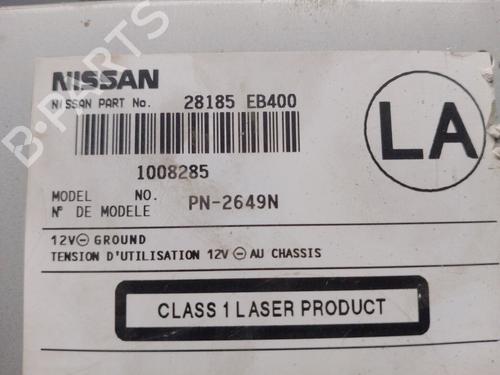 NISSAN
NISSAN PART No. 28185 EB400
LA
1008285
MODEL NO. PN-2649N
N° DE MODELE
12V⊖GROUND
TENSION D'UTILISATION 12V⊖AU CHASSIS
CLASS 1 LASER PRODUCT
B-PARTS